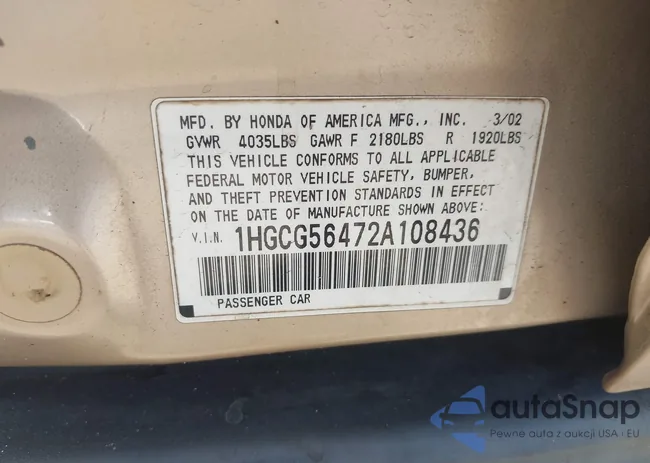 MFD. BY HONDA OF AMERICA MFG., INC. 3/02
GVWR 4035LBS GAWR F 2180LBS R 1920LBS
THIS VEHICLE CONFORMS TO ALL APPLICABLE
FEDERAL MOTOR VEHICLE SAFETY, BUMPER,
AND THEFT PREVENTION STANDARDS IN EFFECT
ON THE DATE OF MANUFACTURE SHOWN ABOVE:
V.I.N. 1HGCG56472A108436
PASSENGER CAR
autaSnap
Pewne auta z aukcji USA i EU